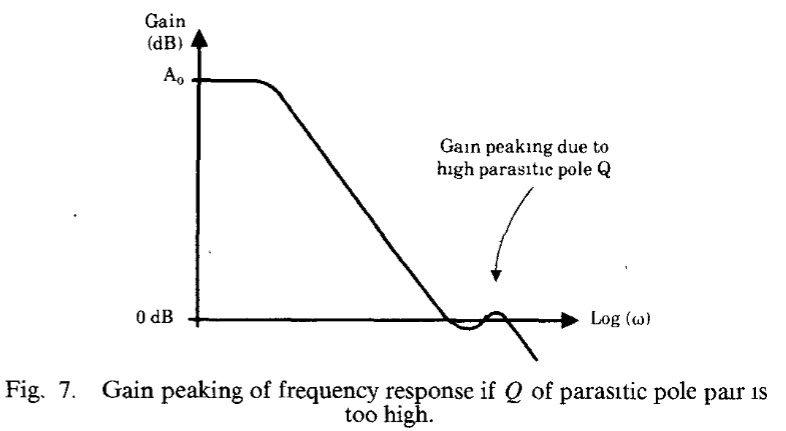 Gain
(dB)
A₀
Gain peaking due to
high parasitic pole Q
0 dB
Log (ω)
Fig. 7. Gain peaking of frequency response if Q of parasitic pole pair is
too high.